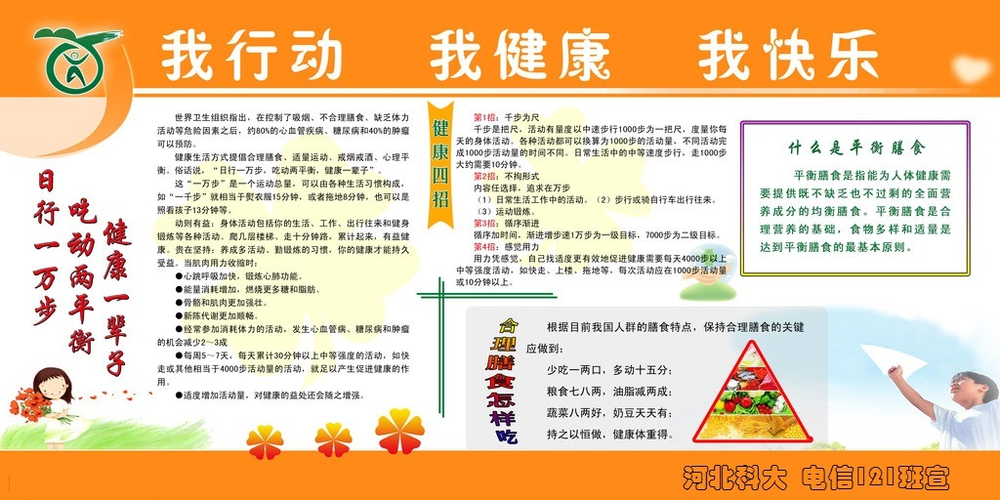 我行动 我健康 我快乐
日行一万步
吃动两平衡
健康一辈子
世界卫生组织指出，在控制了吸烟、不合理膳食、缺乏体力
活动等危险因素之后，约80%的心血管疾病、糖尿病和40%的肿瘤
可以预防。
健康生活方式提倡合理膳食、适量运动、戒烟戒酒、心理平
衡。俗话说，“日行一万步，吃动两平衡，健康一辈子”。
这“一万步”是一个运动总量，可以由各种生活习惯构成，
如“一千步”就相当于熨衣服15分钟，或者拖地8分钟，也可以是
照看孩子13分钟等。
动则有益：身体活动包括你的生活、工作、出行往来和健身
锻炼等各种活动。爬几层楼梯、走十分钟路，累计起来，有益健
康。贵在坚持：养成多活动、勤锻炼的习惯，你的健康才能持久
受益。当肌肉用力收缩时：
●心跳呼吸加快，锻炼心肺功能。
●能量消耗增加，燃烧更多糖和脂肪。
●骨骼和肌肉更加强壮。
●新陈代谢更加顺畅。
●经常参加消耗体力的活动，发生心血管病、糖尿病和肿瘤
的机会减少2～3成
●每周5～7天，每天累计30分钟以上中等强度的活动，如快
走或其他相当于4000步活动量的活动，就足以产生促进健康的作
用。
●适度增加活动量，对健康的益处还会随之增强。
健康四招
第1招：千步为尺
千步是把尺，活动有量度以中速步行1000步为一把尺，度量你每
天的身体活动。各种活动都可以换算为1000步的活动量，不同活动完
成1000步活动量的时间不同。日常生活中的中等速度步行，走1000步
大约需要10分钟。
第2招：不拘形式
内容任选择，追求在万步
（1）日常生活工作中的活动。（2）步行或骑自行车出行往来。
（3）运动锻炼。
第3招：循序渐进
循序加时间，渐进增步速1万步为一级目标，7000步为二级目标。
第4招：感觉用力
用力凭感觉，自己找适度更有效地促进健康需要每天4000步以上
中等强度活动，如快走、上楼、拖地等，每次活动应在1000步活动量
或10分钟以上。
什么是平衡膳食
平衡膳食是指能为人体健康需
要提供既不缺乏也不过剩的全面营
养成分的均衡膳食。平衡膳食是合
理营养的基础，食物多样和适量是
达到平衡膳食的最基本原则。
合理膳食怎样吃
根据目前我国人群的膳食特点，保持合理膳食的关键
应做到：
少吃一两口，多动十五分；
粮食七八两，油脂减两成；
蔬菜八两好，奶豆天天有；
持之以恒做，健康体重得。
河北科大 电信121班宣